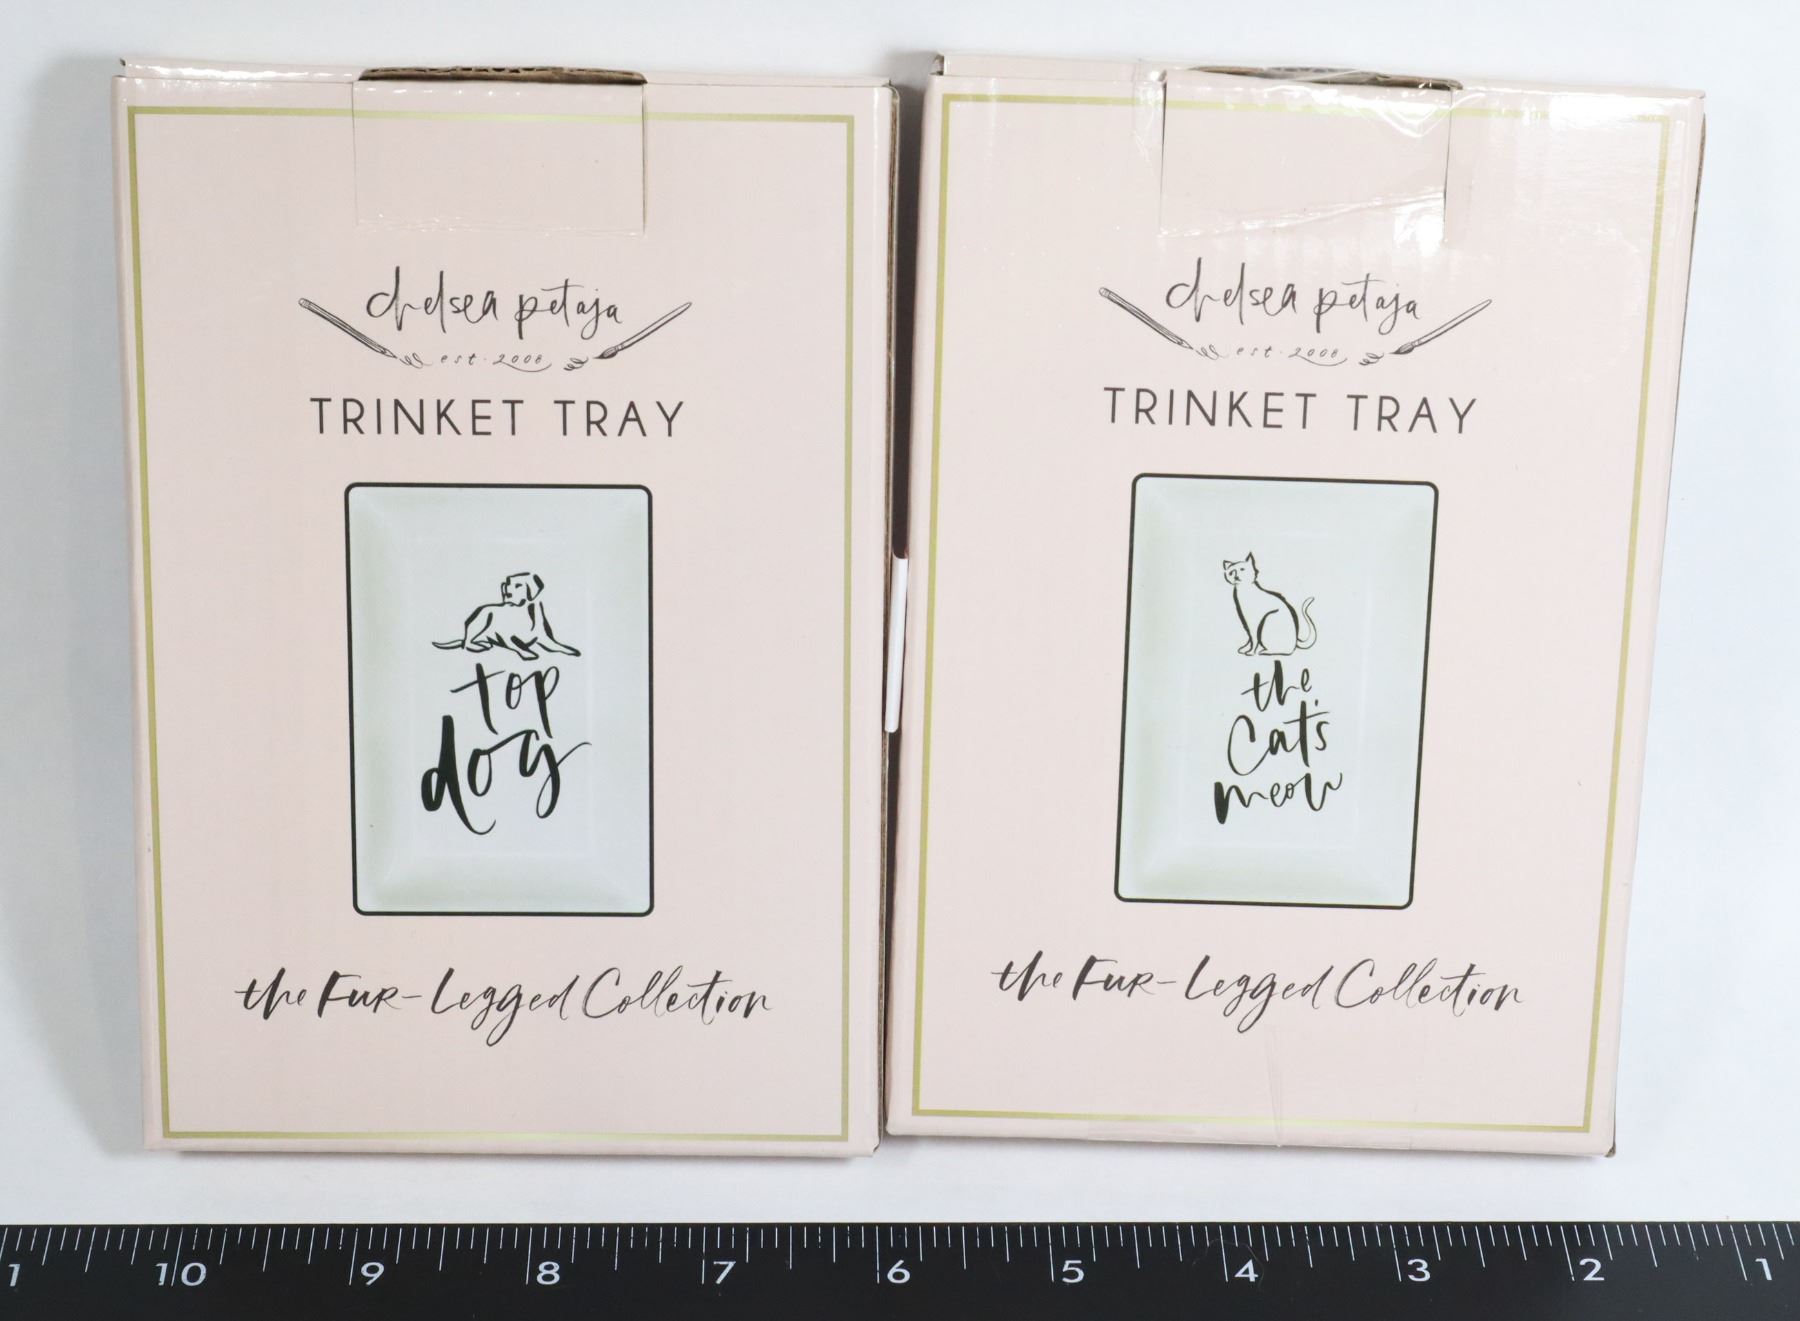 chelsea petaja
est. 2008
TRINKET TRAY
top
dog
the Fur-Legged Collection
chelsea petaja
est. 2008
TRINKET TRAY
the
Cat's
meow
the Fur-Legged Collection
1 10 9 8 7 6 5 4 3 2 1